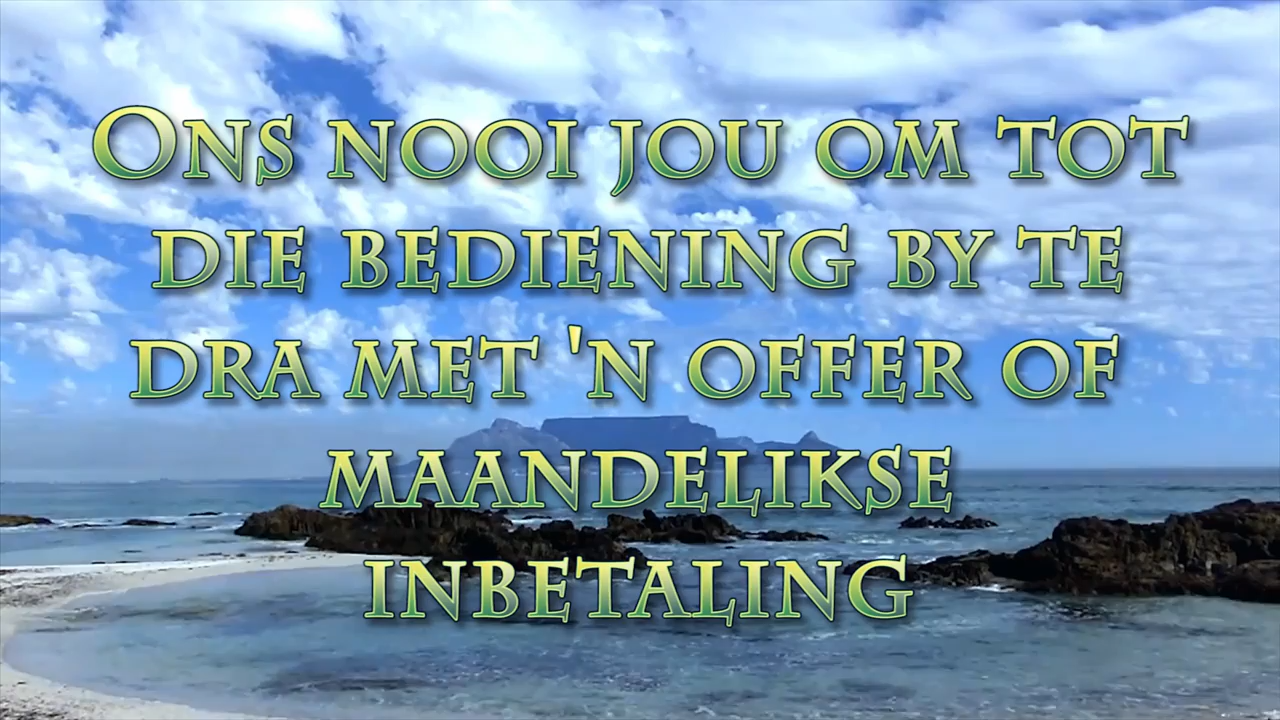 Ons nooi jou om tot
die bediening by te
dra met 'n offer of
maandelikse
inbetaling